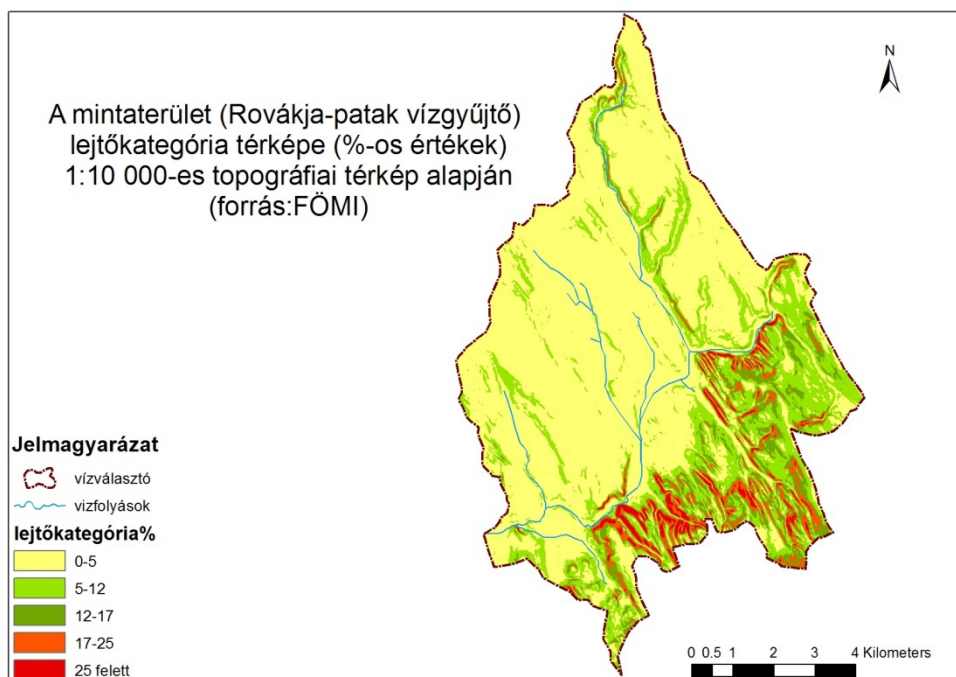 A mintaterület (Rovákja-patak vízgyűjtő)
lejtőkategória térképe (%-os értékek)
1:10 000-es topográfiai térkép alapján
(forrás:FÖMI)
N
Jelmagyarázat
vízválasztó
vizfolyások
lejtőkategória%
0-5
5-12
12-17
17-25
25 felett
0 0.5 1 2 3 4 Kilometers